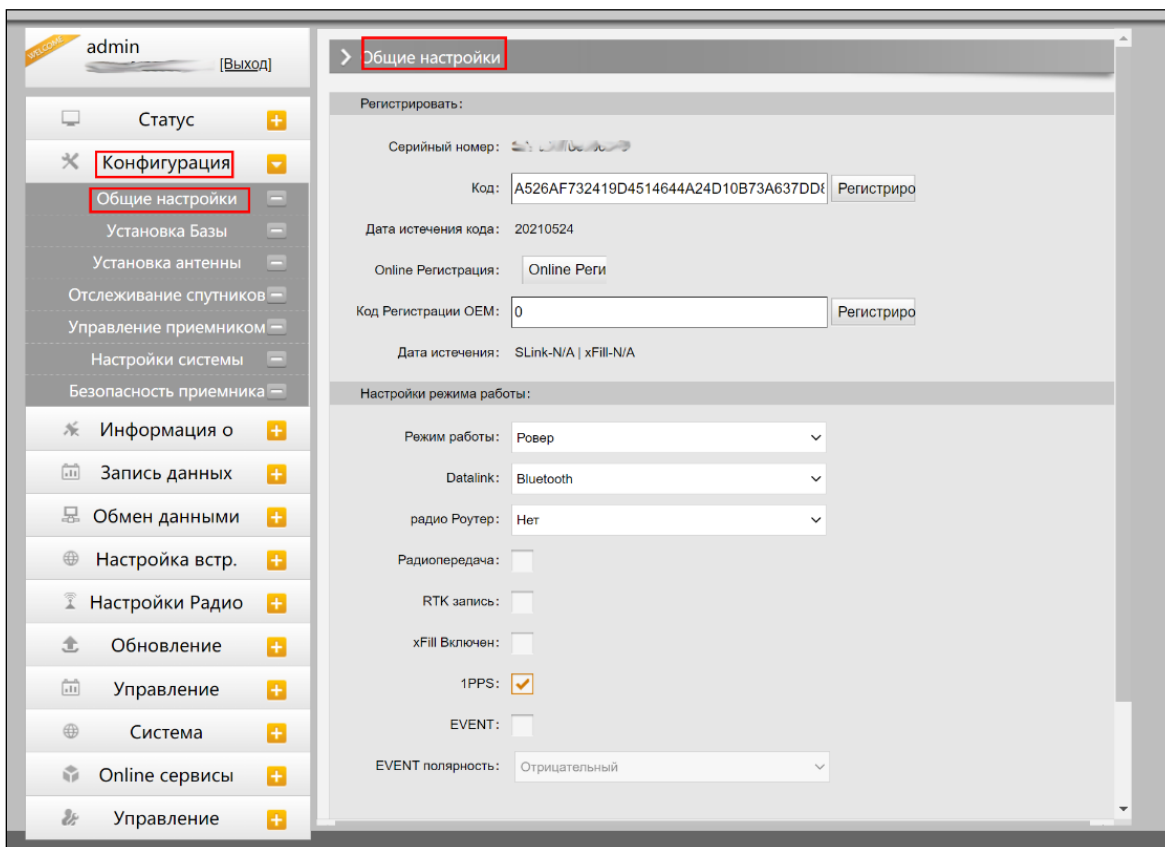 WELCOME
admin
[Выход]
Статус
Конфигурация
Общие настройки
Установка Базы
Установка антенны
Отслеживание спутников
Управление приемником
Настройки системы
Безопасность приемника
Информация о
Запись данных
Обмен данными
Настройка встр.
Настройки Радио
Обновление
Управление
Система
Online сервисы
Управление
Общие настройки
Регистрировать:
Серийный номер:
Код: A526AF732419D4514644A24D10B73A637DD8 Регистриро
Дата истечения кода: 20210524
Online Регистрация: Online Реги
Код Регистрации OEM: 0 Регистриро
Дата истечения: SLink-N/A | xFill-N/A
Настройки режима работы:
Режим работы: Ровер
Datalink: Bluetooth
радио Роутер: Нет
Радиопередача:
RTK запись:
xFill Включен:
1PPS:
EVENT:
EVENT полярность: Отрицательный